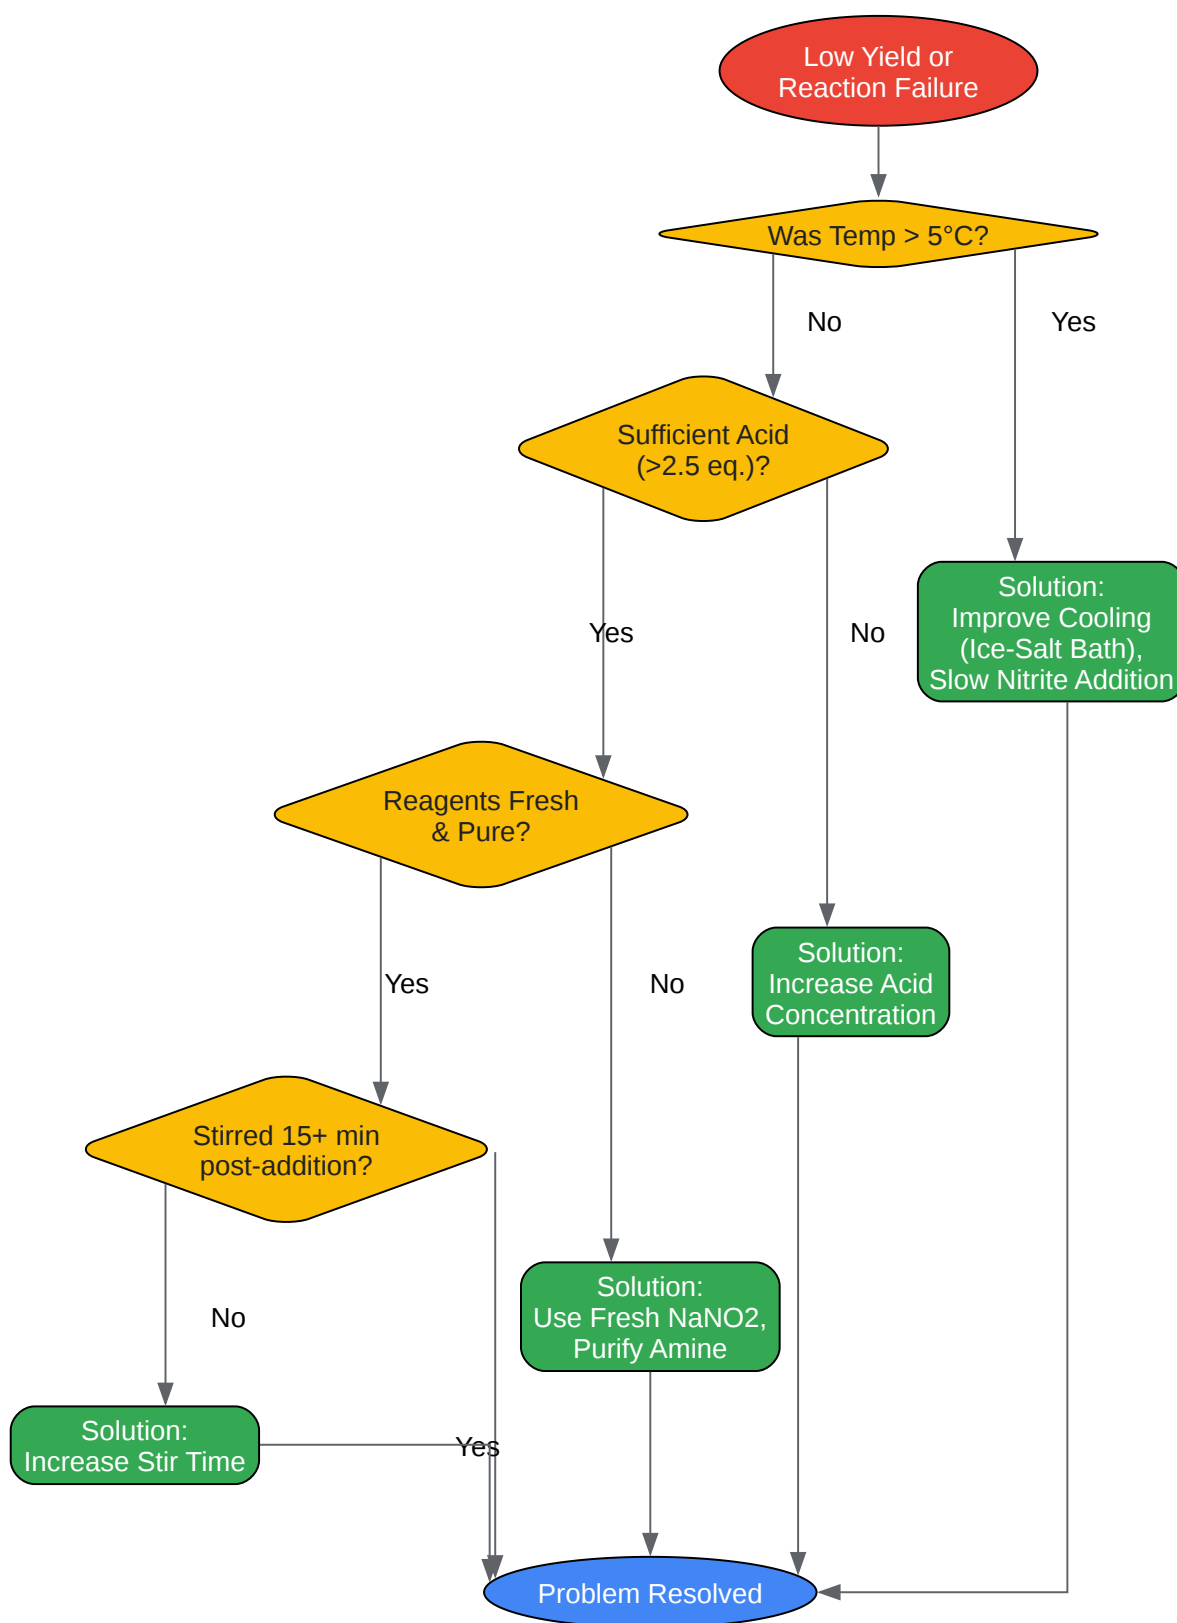 Low Yield or
Reaction Failure
Was Temp > 5°C?
No
Yes
Sufficient Acid
(>2.5 eq.)?
Yes
No
Solution:
Improve Cooling
(Ice-Salt Bath),
Slow Nitrite Addition
Reagents Fresh
& Pure?
Yes
No
Solution:
Increase Acid
Concentration
Stirred 15+ min
post-addition?
No
Yes
Solution:
Use Fresh NaNO2,
Purify Amine
Solution:
Increase Stir Time
Problem Resolved